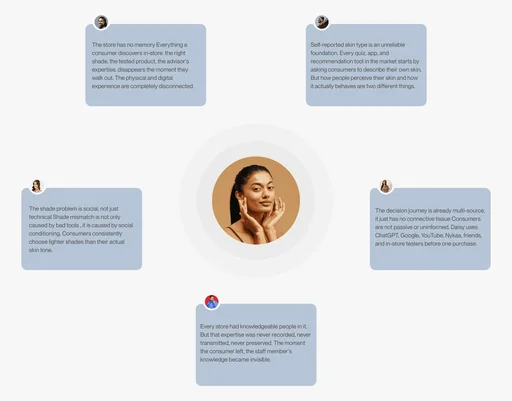 The store has no memory Everything a
consumer discovers in-store: the right
shade, the tested product, the advisor's
expertise, disappears the moment they
walk out. The physical and digital
experience are completely disconnected.
Self-reported skin type is an unreliable
foundation. Every quiz, app, and
recommendation tool in the market starts by
asking consumers to describe their own skin.
But how people perceive their skin and how
it actually behaves are two different things.
The shade problem is social, not just
technical Shade mismatch is not only
caused by bad tools , it is caused by social
conditioning. Consumers consistently
choose lighter shades than their actual
skin tone.
The decision journey is already multi-source,
it just has no connective tissue Consumers
are not passive or uninformed. Daisy uses
ChatGPT, Google, YouTube, Nykaa, friends,
and in-store testers before one purchase.
Every store had knowledgeable people in it.
But that expertise was never recorded, never
transmitted, never preserved. The moment
the consumer left, the staff member's
knowledge became invisible.